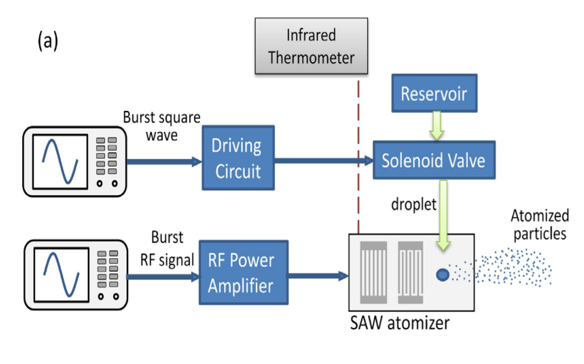 (a)
Infrared
Thermometer
Reservoir
Burst square
wave
Driving
Circuit
Solenoid Valve
droplet
Atomized
particles
Burst
RF signal
RF Power
Amplifier
SAW atomizer